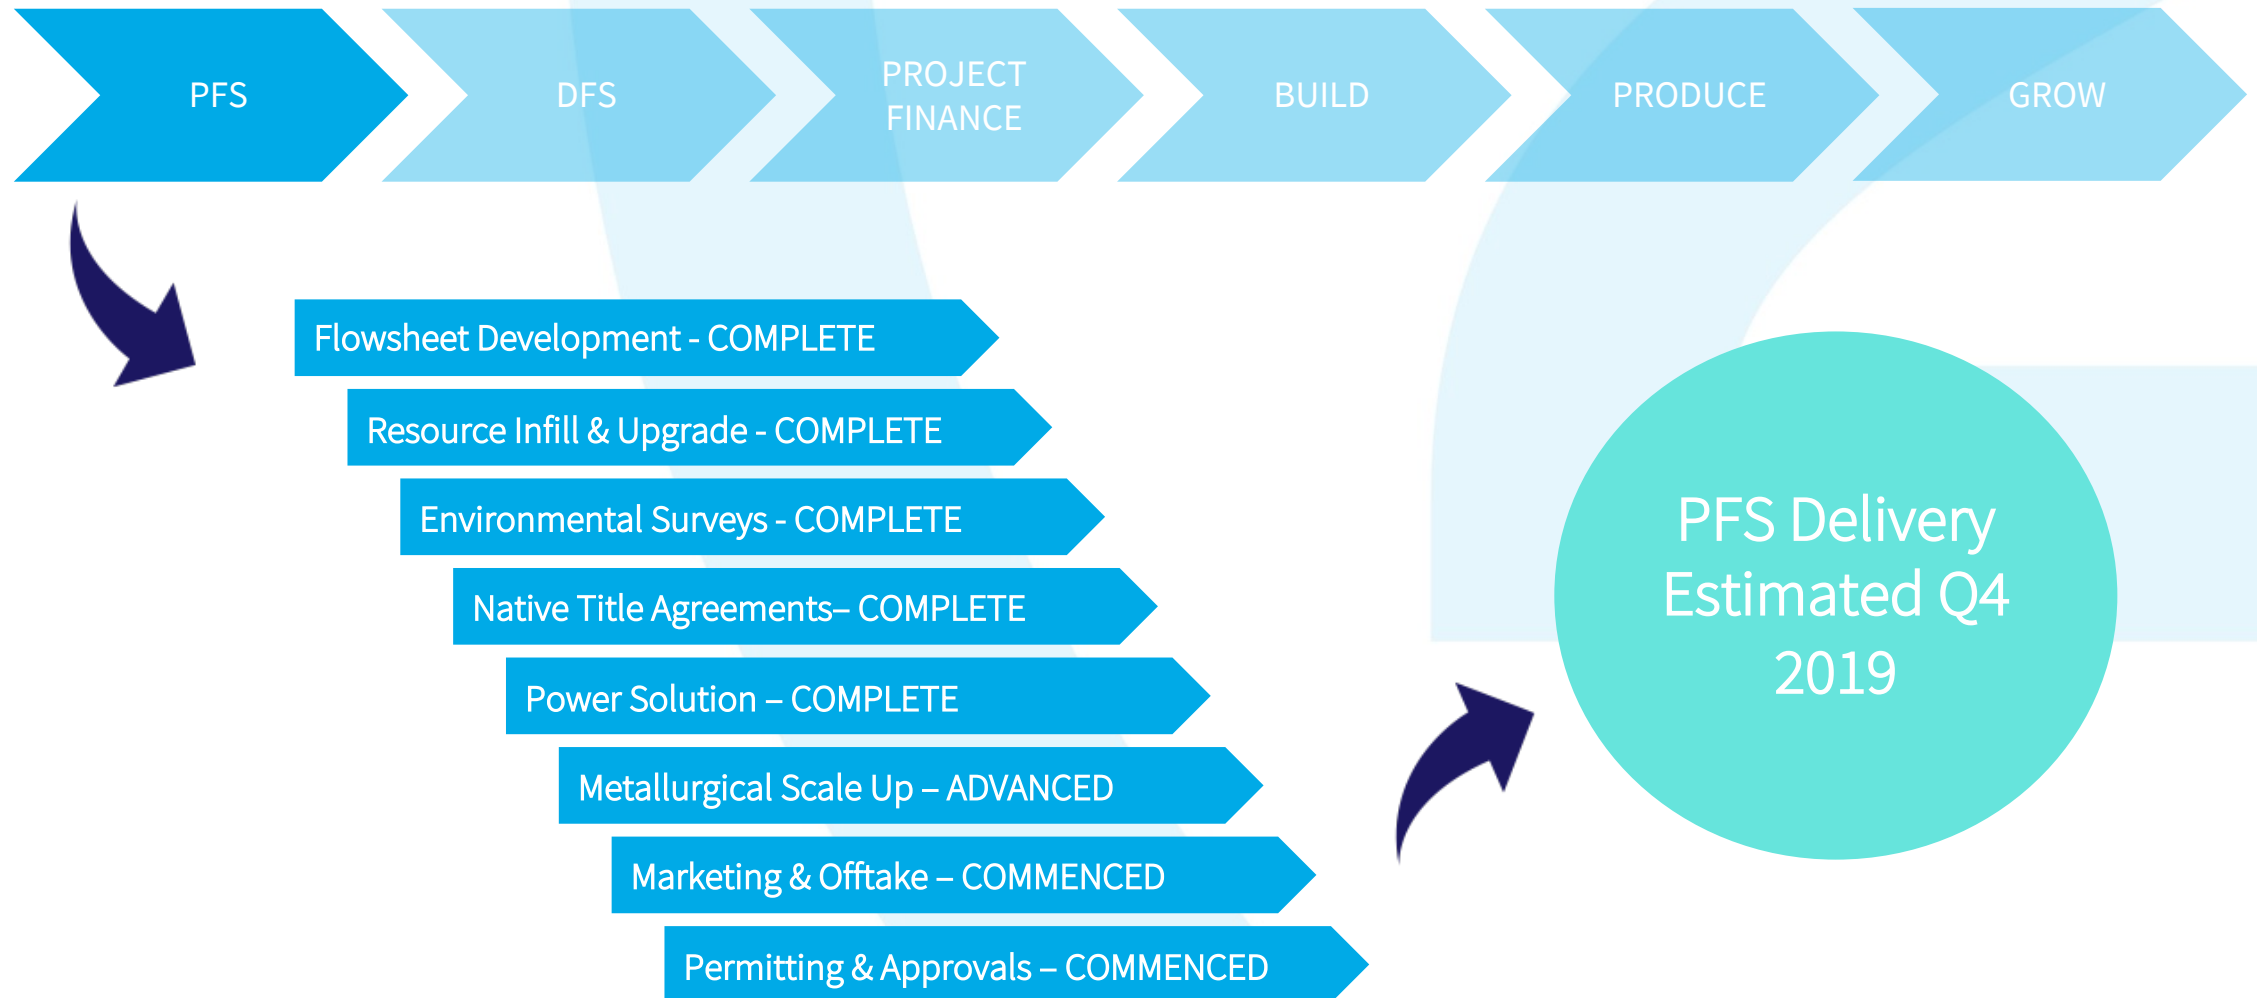 PFS
DFS
PROJECT
FINANCE
BUILD
PRODUCE
GROW
Flowsheet Development - COMPLETE
Resource Infill & Upgrade - COMPLETE
Environmental Surveys - COMPLETE
Native Title Agreements– COMPLETE
Power Solution – COMPLETE
Metallurgical Scale Up – ADVANCED
Marketing & Offtake – COMMENCED
Permitting & Approvals – COMMENCED
PFS Delivery
Estimated Q4
2019